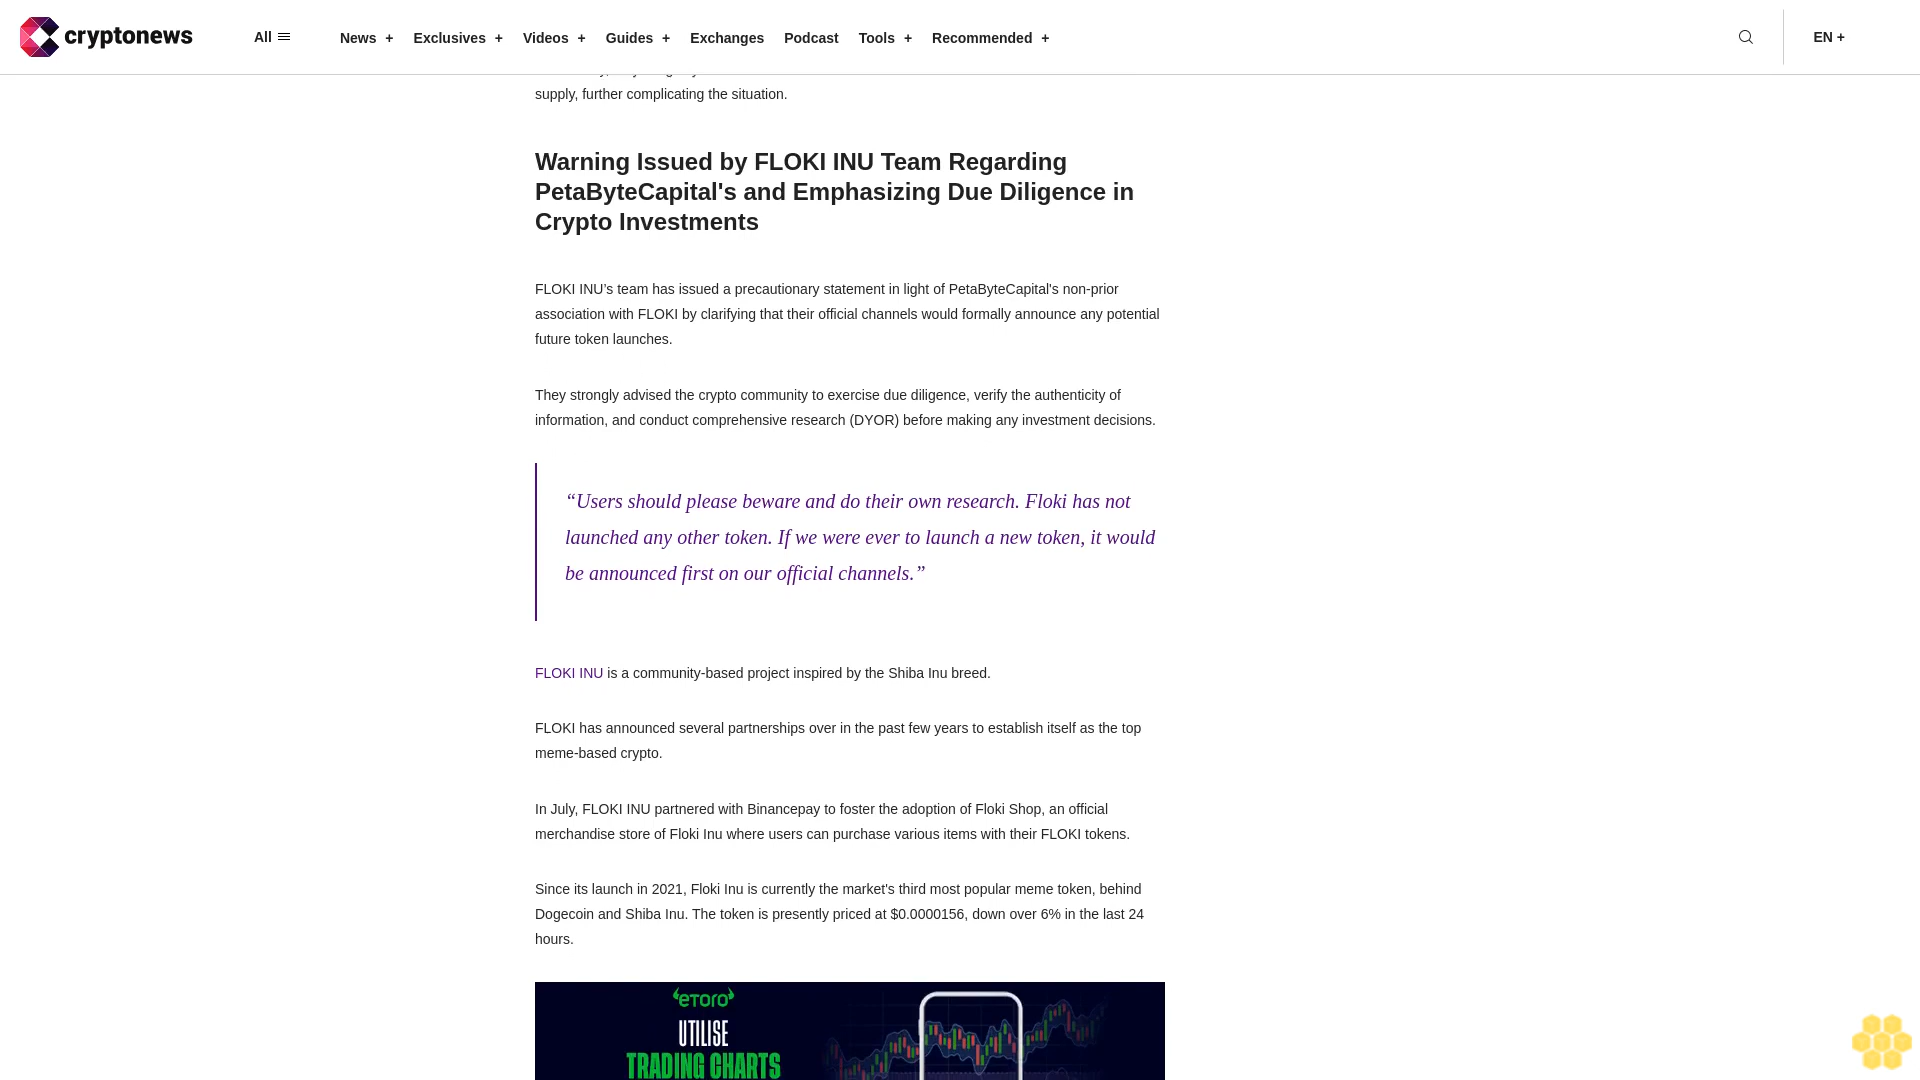 cryptonews
All
News +
Exclusives +
Videos +
Guides +
Exchanges
Podcast
Tools +
Recommended +
EN +
supply, further complicating the situation.
Warning Issued by FLOKI INU Team Regarding
PetaByteCapital's and Emphasizing Due Diligence in
Crypto Investments
FLOKI INU’s team has issued a precautionary statement in light of PetaByteCapital's non-prior
association with FLOKI by clarifying that their official channels would formally announce any potential
future token launches.
They strongly advised the crypto community to exercise due diligence, verify the authenticity of
information, and conduct comprehensive research (DYOR) before making any investment decisions.
“Users should please beware and do their own research. Floki has not
launched any other token. If we were ever to launch a new token, it would
be announced first on our official channels.”
FLOKI INU is a community-based project inspired by the Shiba Inu breed.
FLOKI has announced several partnerships over in the past few years to establish itself as the top
meme-based crypto.
In July, FLOKI INU partnered with Binancepay to foster the adoption of Floki Shop, an official
merchandise store of Floki Inu where users can purchase various items with their FLOKI tokens.
Since its launch in 2021, Floki Inu is currently the market's third most popular meme token, behind
Dogecoin and Shiba Inu. The token is presently priced at $0.0000156, down over 6% in the last 24
hours.
eToro
UTILISE
TRADING CHARTS